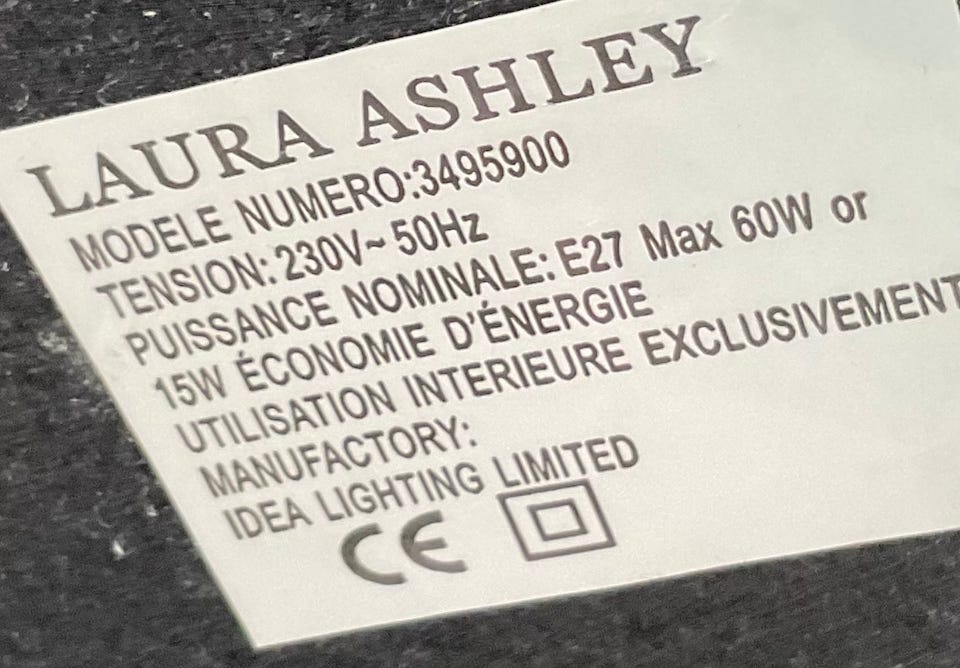 LAURA ASHLEY
MODELE NUMERO:3495900
TENSION: 230V~ 50Hz
PUISSANCE NOMINALE: E27 Max 60W or
15W ÉCONOMIE D'ÉNERGIE
UTILISATION INTERIEURE EXCLUSIVEMENT
MANUFACTORY:
IDEA LIGHTING LIMITED
CE